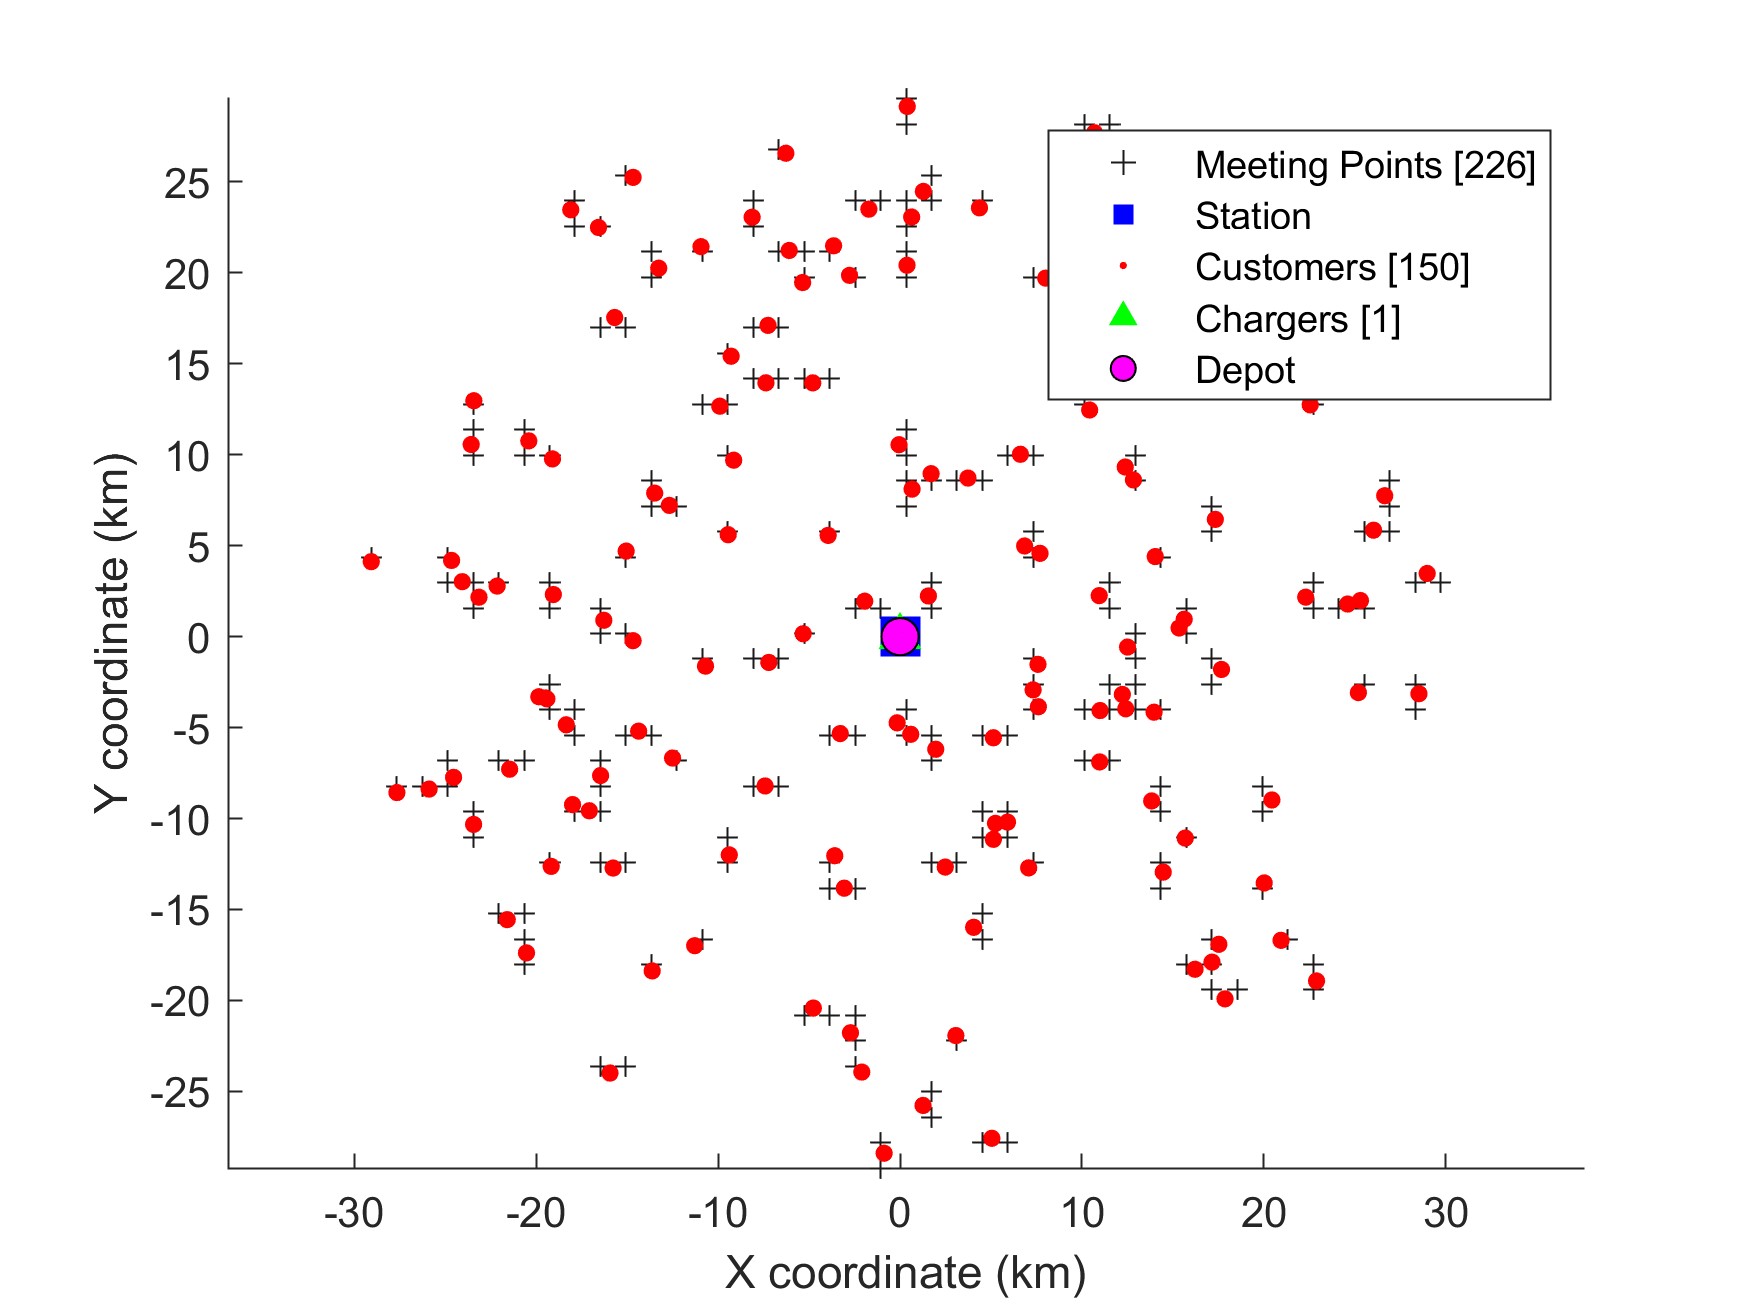 Meeting Points [226]
Station
Customers [150]
Chargers [1]
Depot
25
20
15
10
5
0
-5
-10
-15
-20
-25
Y coordinate (km)
-30 -20 -10 0 10 20 30
X coordinate (km)